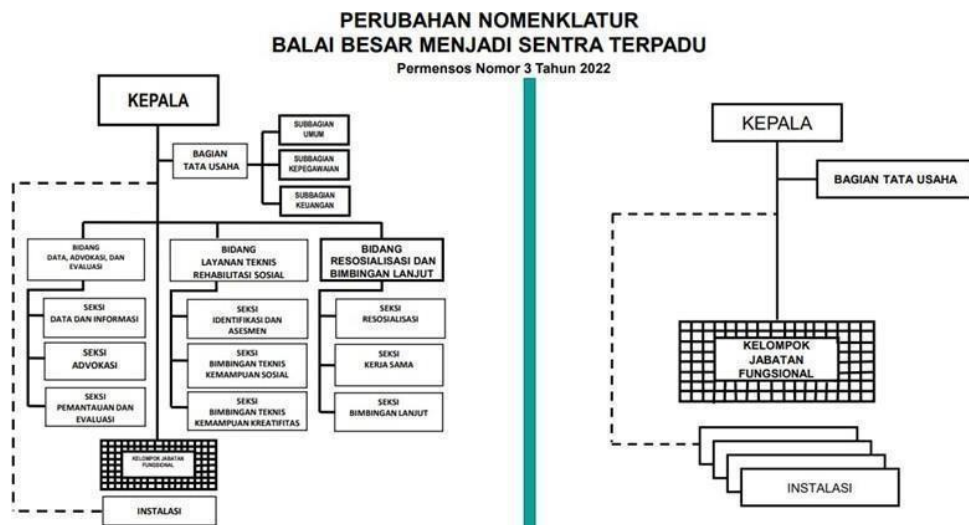 PERUBAHAN NOMENKLATUR
BALAI BESAR MENJADI SENTRA TERPADU
Permensos Nomor 3 Tahun 2022
KEPALA
BAGIAN
TATA USAHA
SUBBAGIAN
UMUM
SUBBAGIAN
KEPEGAWAIAN
SUBBAGIAN
KEUANGAN
BIDANG
DATA, ADVOKASI, DAN
EVALUASI
SEKSI
DATA DAN INFORMASI
SEKSI
ADVOKASI
SEKSI
PEMANTAUAN DAN
EVALUASI
BIDANG
LAYANAN TEKNIS
REHABILITASI SOSIAL
SEKSI
IDENTIFIKASI DAN
ASESMEN
SEKSI
BIMBINGAN TEKNIS
KEMAMPUAN SOSIAL
SEKSI
BIMBINGAN TEKNIS
KEMAMPUAN KREATIFITAS
BIDANG
RESOSIALISASI DAN
BIMBINGAN LANJUT
SEKSI
RESOSIALISASI
SEKSI
KERJA SAMA
SEKSI
BIMBINGAN LANJUT
KELOMPOK JABATAN
FUNGSIONAL
INSTALASI
KEPALA
BAGIAN TATA USAHA
KELOMPOK
JABATAN
FUNGSIONAL
INSTALASI